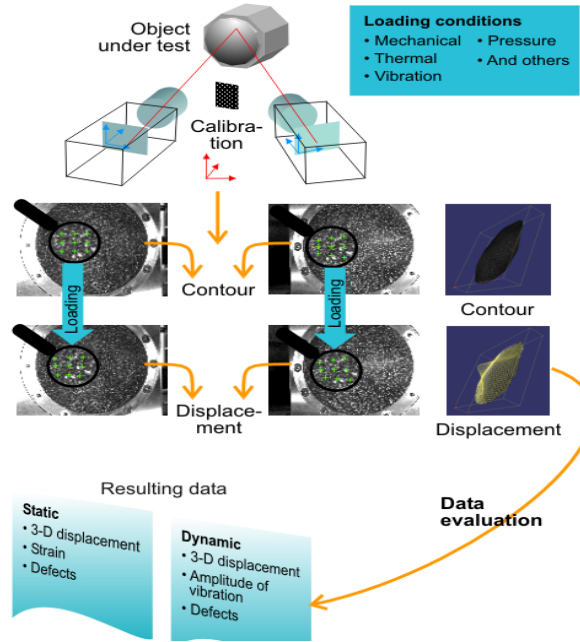 Object
under test
Loading conditions
• Mechanical
• Thermal
• Vibration
• Pressure
• And others
Calibra-
tion
Loading
Contour
Loading
Contour
Displace-
ment
Displacement
Resulting data
Data
evaluation
Static
• 3-D displacement
• Strain
• Defects
Dynamic
• 3-D displacement
• Amplitude of
vibration
• Defects